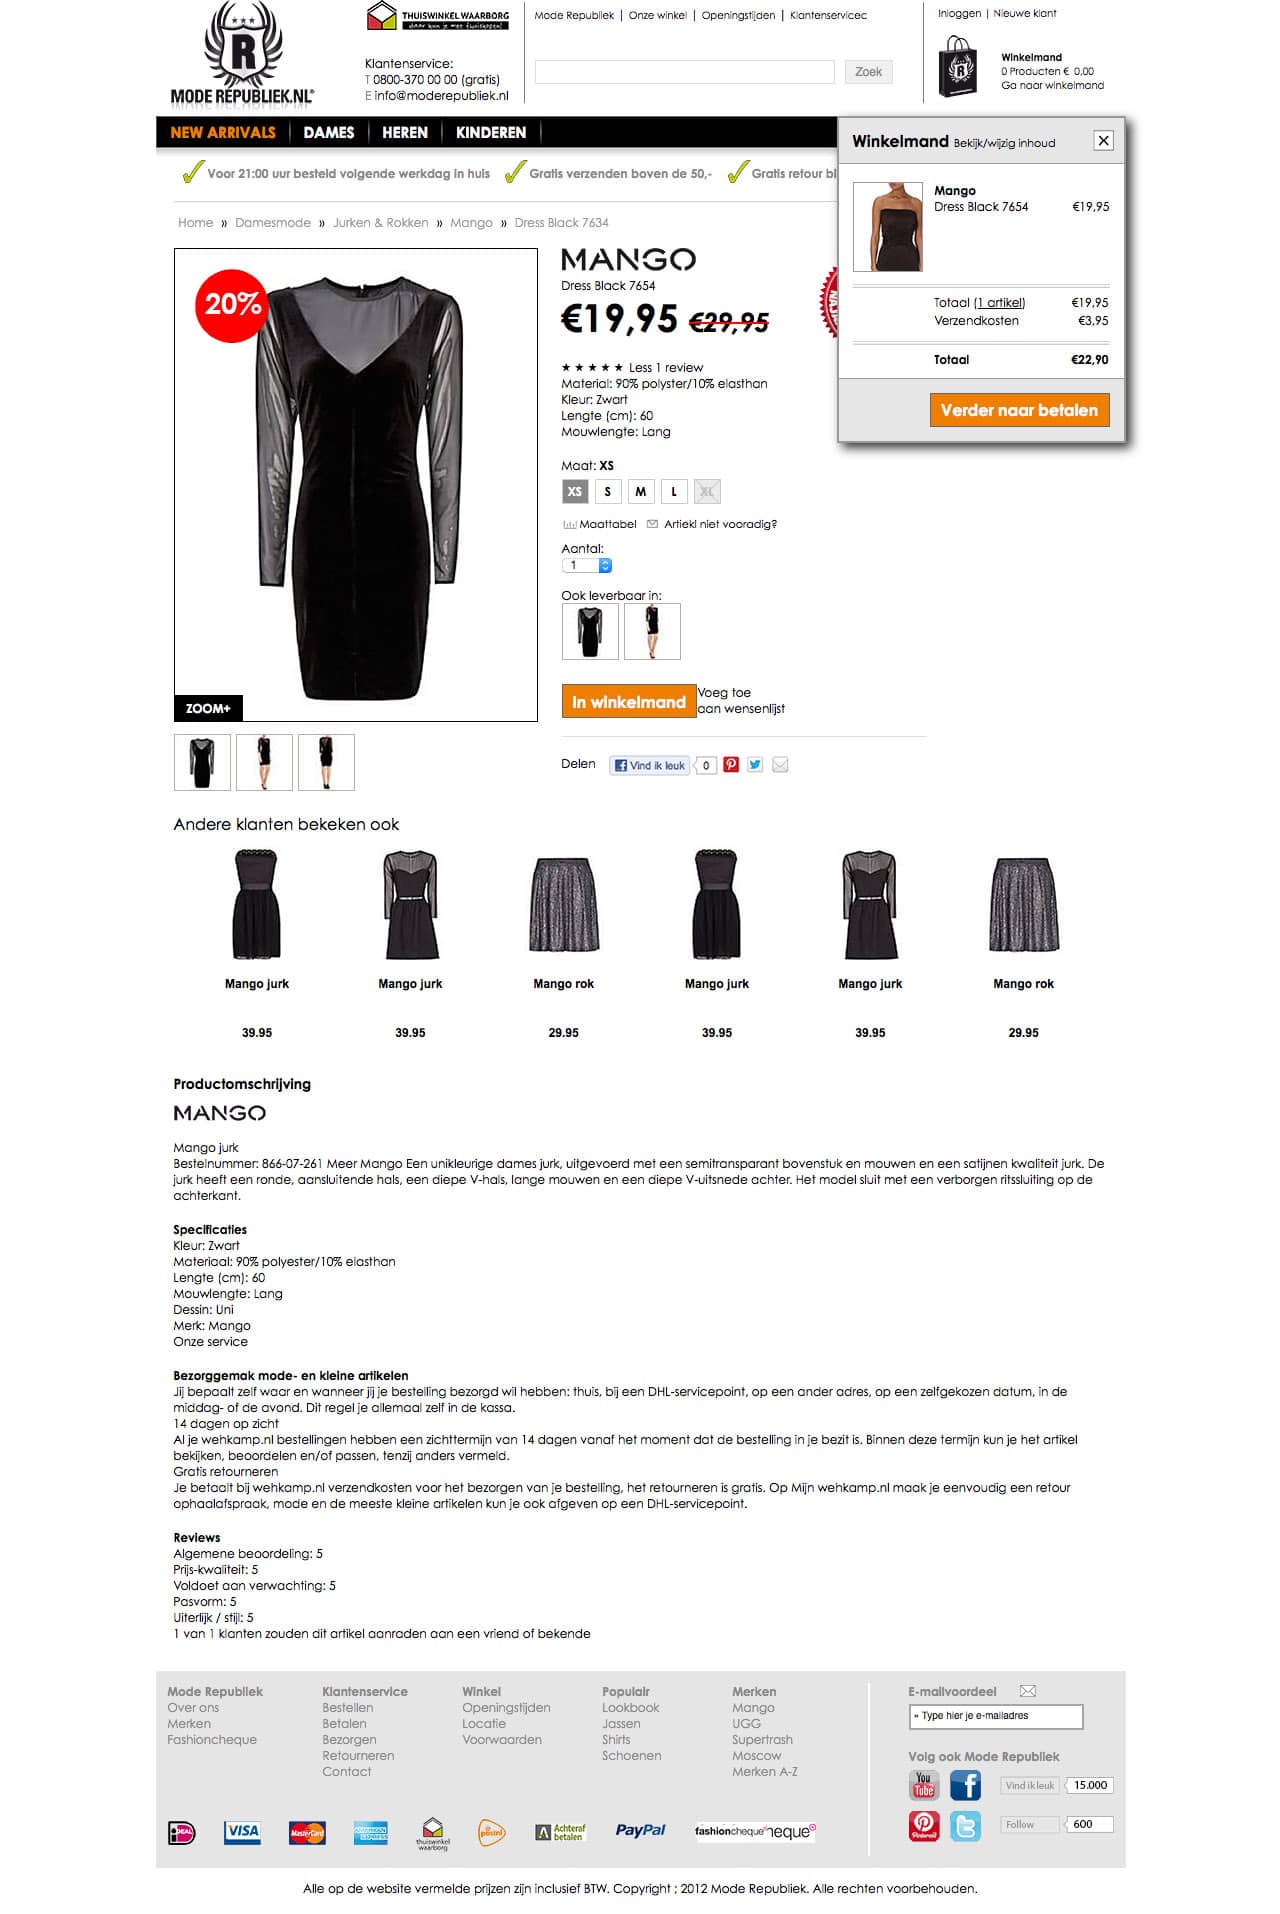 R
MODE REPUBLIEK.NL®
THUISWINKEL WAARBORG
daar kun je met thuiskopen!
Klantenservice:
T 0800-370 00 00 (gratis)
E info@moderepubliek.nl
Mode Republiek | Onze winkel | Openingstijden | Klantenservicec
Zoek
Inloggen | Nieuwe klant
Winkelmand
0 Producten € 0,00
Ga naar winkelmand
NEW ARRIVALS DAMES HEREN KINDEREN
Voor 21:00 uur besteld volgende werkdag in huis Gratis verzenden boven de 50,- Gratis retour bi
Winkelmand Bekijk/wijzig inhoud
Mango
Dress Black 7654 €19,95
Totaal (1 artikel) €19,95
Verzendkosten €3,95
Totaal €22,90
Verder naar betalen
Home » Damesmode » Jurken & Rokken » Mango » Dress Black 7634
20%
ZOOM+
MANGO
Dress Black 7654
€19,95 €29,95
★ ★ ★ ★ ★ Less 1 review
Material: 90% polyster/10% elasthan
Kleur: Zwart
Lengte (cm): 60
Mouwlengte: Lang
Maat: XS
XS S M L XL
Maattabel Artiekl niet vooradig?
Aantal:
1
Ook leverbaar in:
In winkelmand
Voeg toe
aan wensenlijst
Delen Vind ik leuk 0
Andere klanten bekeken ook
Mango jurk Mango jurk Mango rok Mango jurk Mango jurk Mango rok
39.95 39.95 29.95 39.95 39.95 29.95
Productomschrijving
MANGO
Mango jurk
Bestelnummer: 866-07-261 Meer Mango Een unikleurige dames jurk, uitgevoerd met een semitransparant bovenstuk en mouwen en een satijnen kwaliteit jurk. De
jurk heeft een ronde, aansluitende hals, een diepe V-hals, lange mouwen en een diepe V-uitsnede achter. Het model sluit met een verborgen ritssluiting op de
achterkant.
Specificaties
Kleur: Zwart
Materiaal: 90% polyester/10% elasthan
Lengte (cm): 60
Mouwlengte: Lang
Dessin: Uni
Merk: Mango
Onze service
Bezorggemak mode- en kleine artikelen
Jij bepaalt zelf waar en wanneer jij je bestelling bezorgd wil hebben: thuis, bij een DHL-servicepoint, op een ander adres, op een zelfgekozen datum, in de
middag- of de avond. Dit regel je allemaal zelf in de kassa.
14 dagen op zicht
Al je wehkamp.nl bestellingen hebben een zichttermijn van 14 dagen vanaf het moment dat de bestelling in je bezit is. Binnen deze termijn kun je het artikel
bekijken, beoordelen en/of passen, tenzij anders vermeld.
Gratis retourneren
Je betaalt bij wehkamp.nl verzendkosten voor het bezorgen van je bestelling, het retourneren is gratis. Op Mijn wehkamp.nl maak je eenvoudig een retour
ophaalafspraak, mode en de meeste kleine artikelen kun je ook afgeven op een DHL-servicepoint.
Reviews
Algemene beoordeling: 5
Prijs-kwaliteit: 5
Voldoet aan verwachting: 5
Pasvorm: 5
Uiterlijk / stijl: 5
1 van 1 klanten zouden dit artikel aanraden aan een vriend of bekende
Mode Republiek
Over ons
Merken
Fashioncheque
Klantenservice
Bestellen
Betalen
Bezorgen
Retourneren
Contact
Winkel
Openingstijden
Locatie
Voorwaarden
Populair
Lookbook
Jassen
Shirts
Schoenen
Merken
Mango
UGG
Supertrash
Moscow
Merken A-Z
E-mailvoordeel
» Type hier je e-mailadres
Volg ook Mode Republiek
You Tube f Vind ik leuk 15.000
Pinterest Follow 600
iDEAL VISA MasterCard AMERICAN EXPRESS thuiswinkel waarborg postnl Achteraf betalen PayPal fashioncheque neque
Alle op de website vermelde prijzen zijn inclusief BTW. Copyright ; 2012 Mode Republiek. Alle rechten voorbehouden.